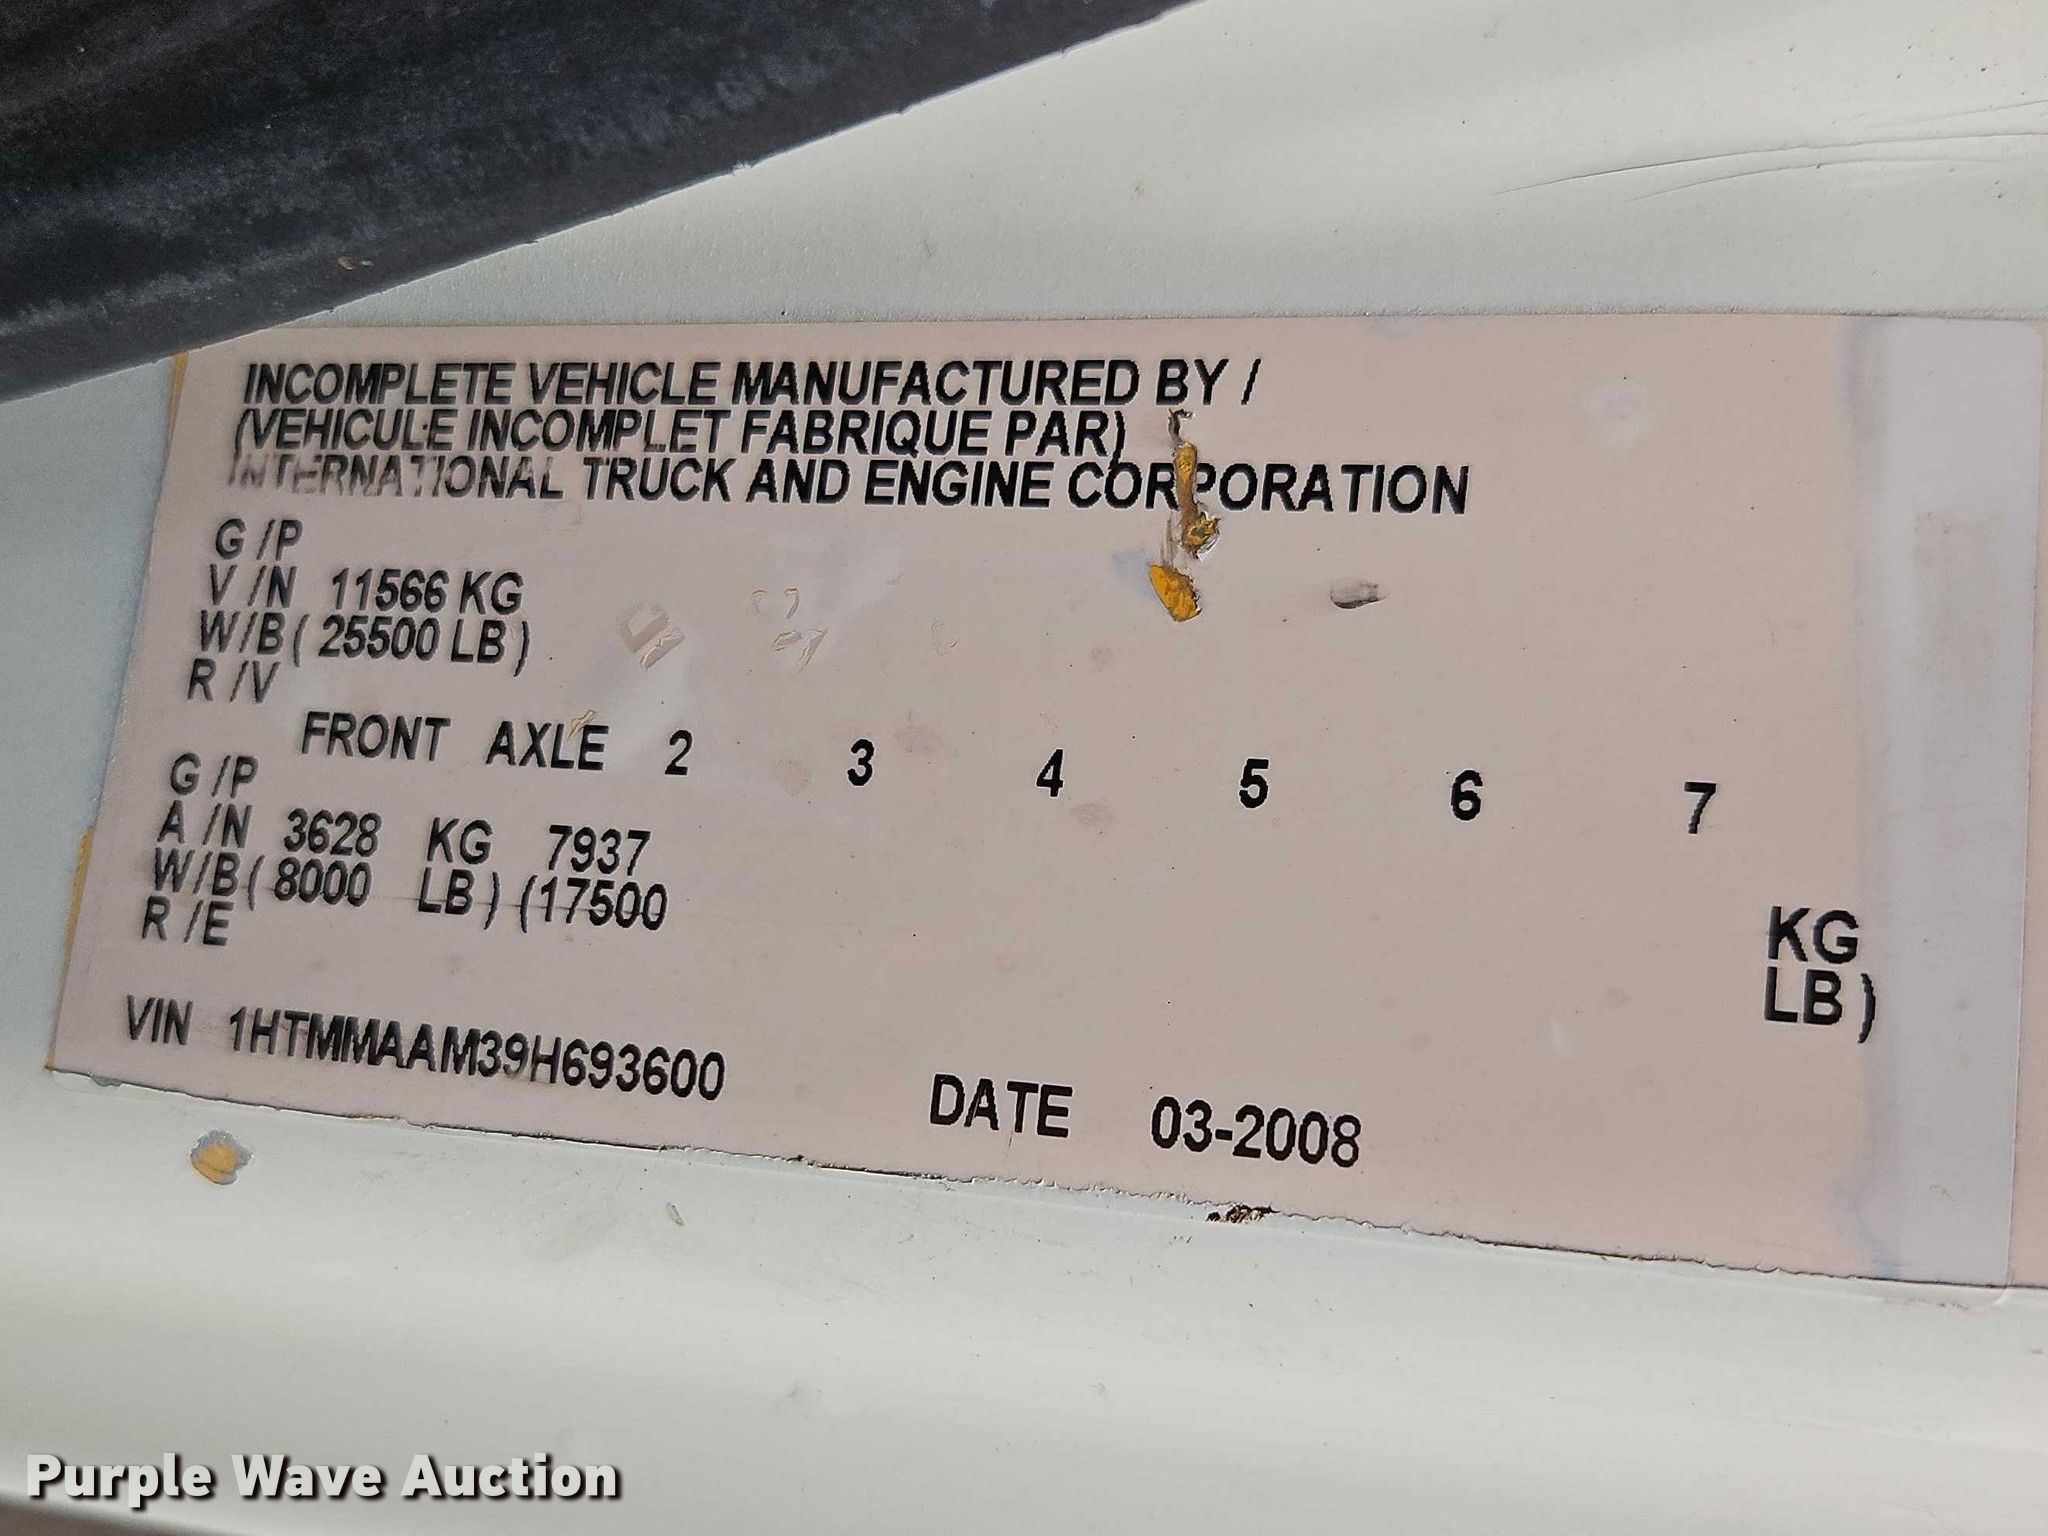 INCOMPLETE VEHICLE MANUFACTURED BY /
(VEHICULE INCOMPLET FABRIQUE PAR)
INTERNATIONAL TRUCK AND ENGINE CORPORATION
G /P
V /N 11566 KG
W/B ( 25500 LB )
R /V
FRONT AXLE 2 3 4 5 6 7
G /P
A /N 3628 KG 7937 KG
W/B ( 8000 LB ) (17500 LB )
R /E
VIN 1HTMMAAM39H693600
DATE 03-2008
Purple Wave Auction